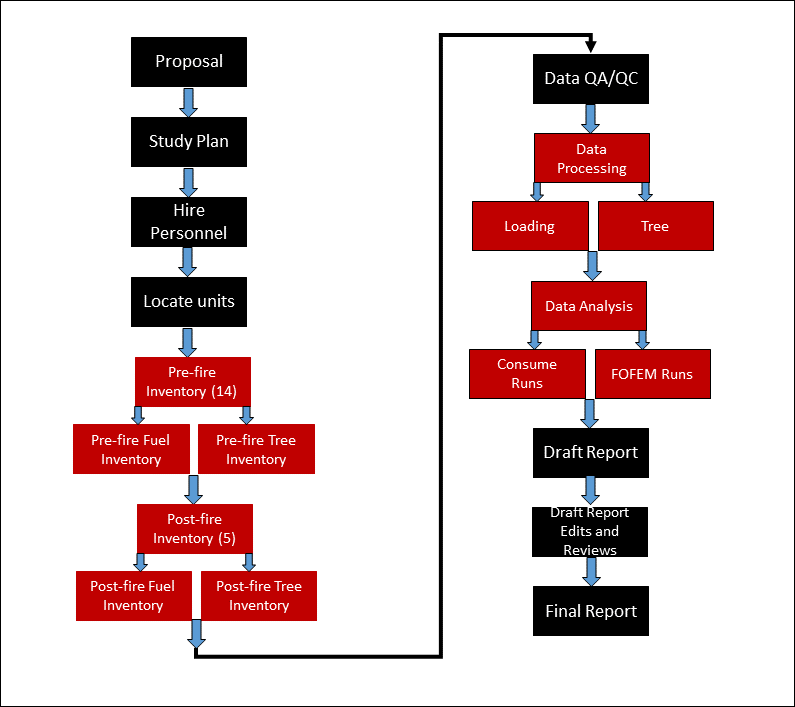 Proposal
Study Plan
Hire
Personnel
Locate units
Pre-fire
Inventory (14)
Pre-fire Fuel
Inventory
Pre-fire Tree
Inventory
Post-fire
Inventory (5)
Post-fire Fuel
Inventory
Post-fire Tree
Inventory
Data QA/QC
Data
Processing
Loading
Tree
Data Analysis
Consume
Runs
FOFEM Runs
Draft Report
Draft Report
Edits and
Reviews
Final Report